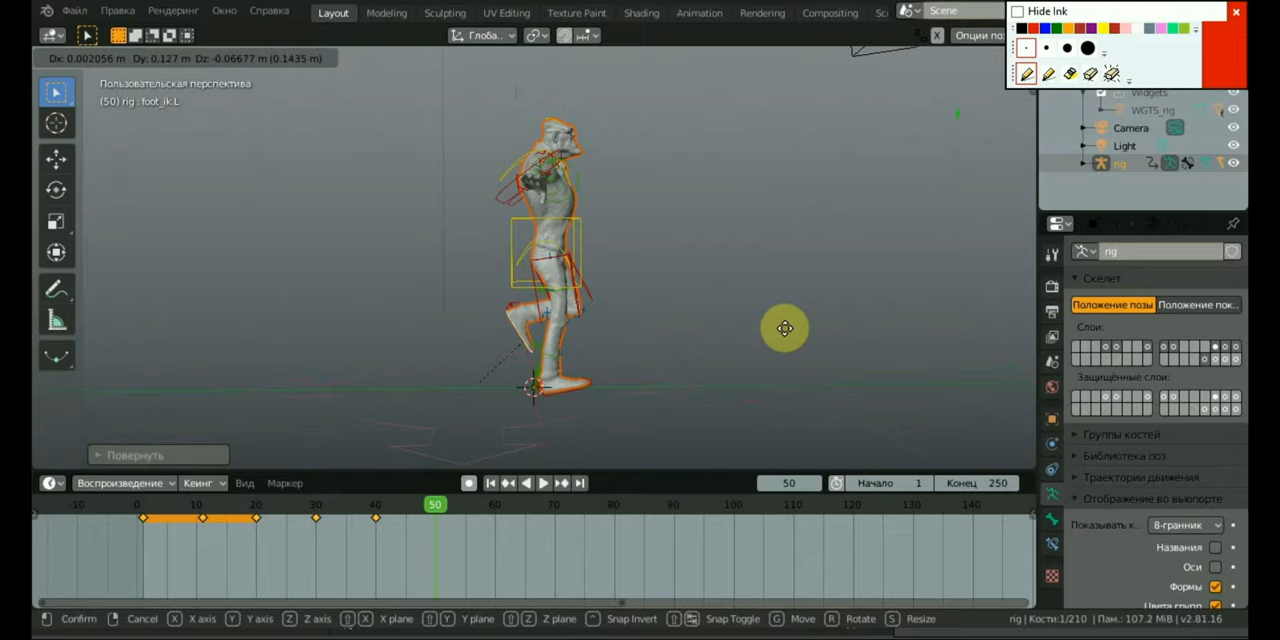 Файл Правка Рендеринг Окно Справка Layout Modeling Sculpting UV Editing Texture Paint Shading Animation Rendering Compositing Sc Scene
Hide Ink
Глоба.. X Опции по
Dx: 0.002056 m Dy: 0.127 m Dz: -0.06677 m (0.1435 m)
Пользовательская перспектива
(50) rig : foot_ik.L
Widgets
WGTS_rig
Camera
Light
rig
rig
Скелет
Положение позы Положение пок..
Слои:
Защищённые слои:
Группы костей
Библиотека поз
Траектории движения
Отображение во вьюпорте
Показывать к.. 8-гранник
Названия
Оси
Формы
Цвета групп
Повернуть
Воспроизведение Кеинг Вид Маркер 50 Начало 1 Конец 250
-10 0 10 20 30 40 50 60 70 80 90 100 110 120 130 140
Confirm Cancel X X axis Y Y axis Z Z axis X X plane Y Y plane Z Z plane Snap Invert Snap Toggle G Move R Rotate S Resize rig | Кости:1/210 | Пам.: 107.2 MiB | v2.81.16